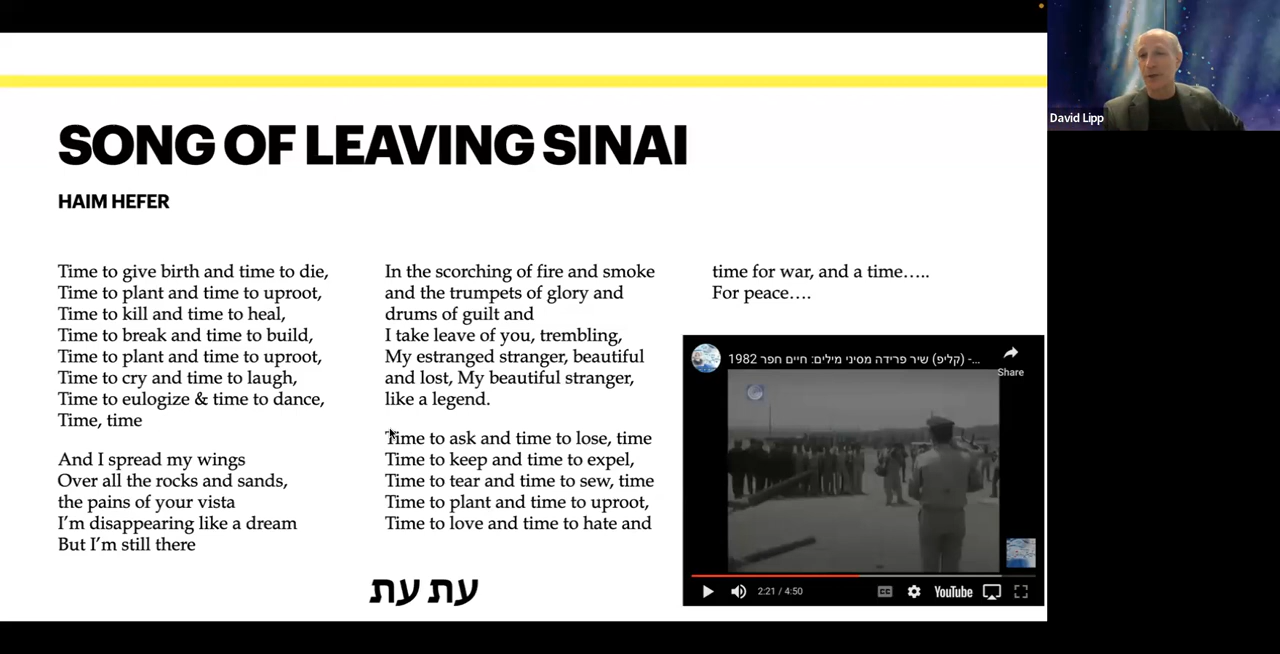 SONG OF LEAVING SINAI
HAIM HEFER
Time to give birth and time to die,
Time to plant and time to uproot,
Time to kill and time to heal,
Time to break and time to build,
Time to plant and time to uproot,
Time to cry and time to laugh,
Time to eulogize & time to dance,
Time, time
And I spread my wings
Over all the rocks and sands,
the pains of your vista
I'm disappearing like a dream
But I'm still there
In the scorching of fire and smoke
and the trumpets of glory and
drums of guilt and
I take leave of you, trembling,
My estranged stranger, beautiful
and lost, My beautiful stranger,
like a legend.
Time to ask and time to lose, time
Time to keep and time to expel,
Time to tear and time to sew, time
Time to plant and time to uproot,
Time to love and time to hate and
time for war, and a time.....
For peace....
עת עת
שיר פרידה מסיני מילים: חיים חפר 1982 (קליפ) -...
Share
2:21 / 4:50
CC
YouTube
David Lipp